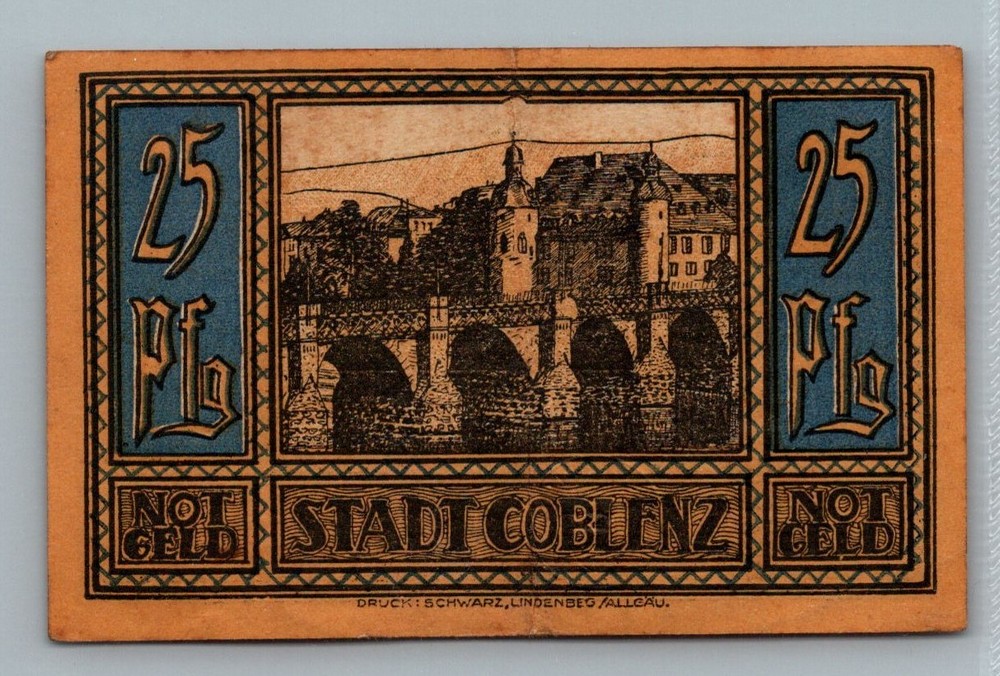 25
Pfg
25
Pfg
NOT
GELD
STADT COBLENZ
NOT
GELD
DRUCK: SCHWARZ, LINDENBEG/ALLGÄU.